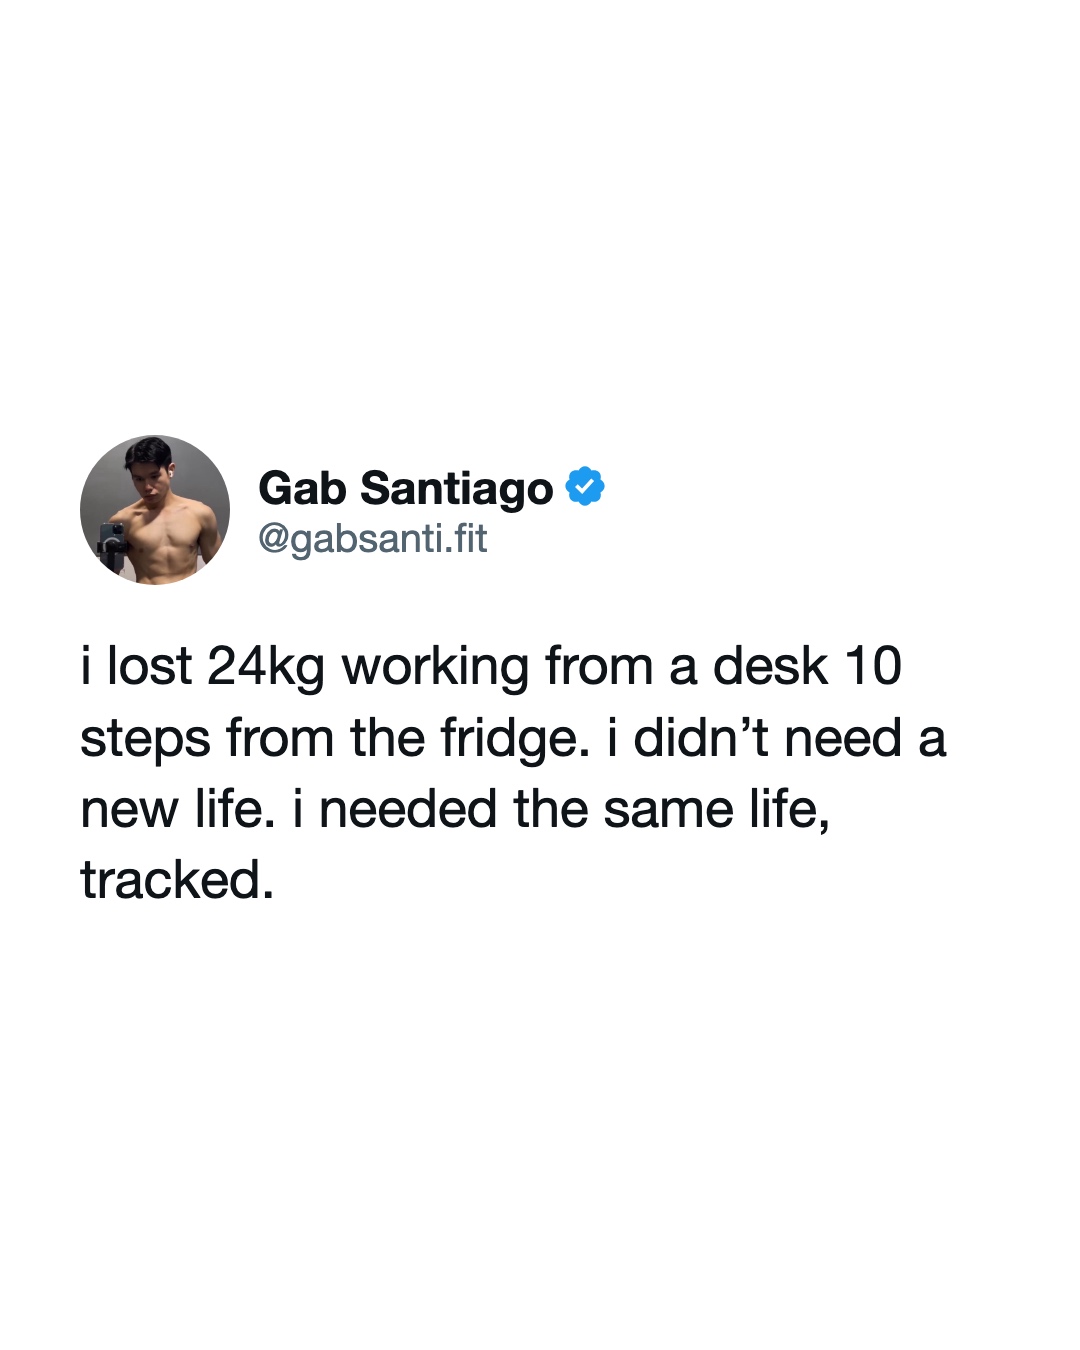 Gab Santiago
@gabsanti.fit
i lost 24kg working from a desk 10
steps from the fridge. i didn’t need a
new life. i needed the same life,
tracked.